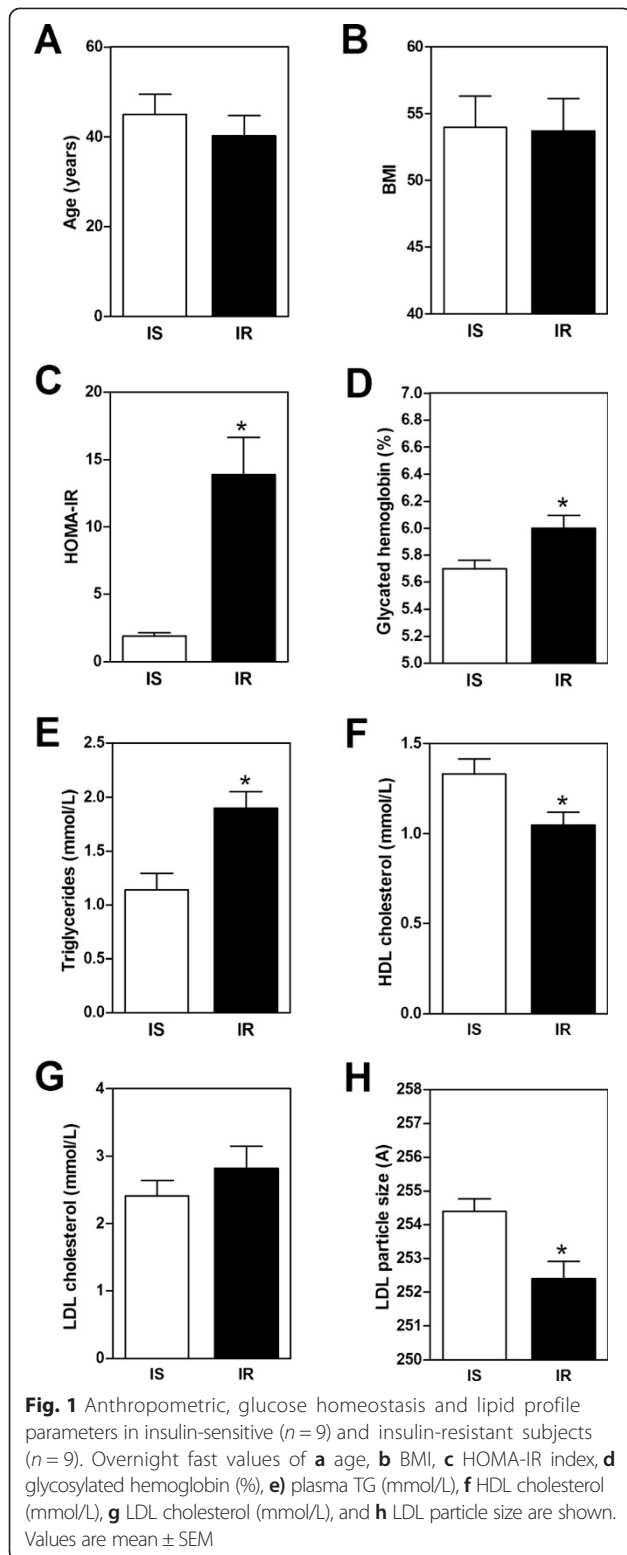 A
Age (years)
60
40
20
0
IS
IR
B
BMI
60
55
50
45
40
IS
IR
C
HOMA-IR
20
15
10
5
0
*
IS
IR
D
Glycated hemoglobin (%)
7.0
6.8
6.6
6.4
6.2
6.0
5.8
5.6
5.4
5.2
5.0
*
IS
IR
E
Triglycerides (mmol/L)
2.5
2.0
1.5
1.0
0.5
0.0
*
IS
IR
F
HDL cholesterol (mmol/L)
1.5
1.0
0.5
0.0
*
IS
IR
G
LDL cholesterol (mmol/L)
4
3
2
1
0
IS
IR
H
LDL particle size (A)
258
257
256
255
254
253
252
251
250
*
IS
IR
Fig. 1 Anthropometric, glucose homeostasis and lipid profile
parameters in insulin-sensitive (n = 9) and insulin-resistant subjects
(n = 9). Overnight fast values of a age, b BMI, c HOMA-IR index, d
glycosylated hemoglobin (%), e) plasma TG (mmol/L), f HDL cholesterol
(mmol/L), g LDL cholesterol (mmol/L), and h LDL particle size are shown.
Values are mean ± SEM